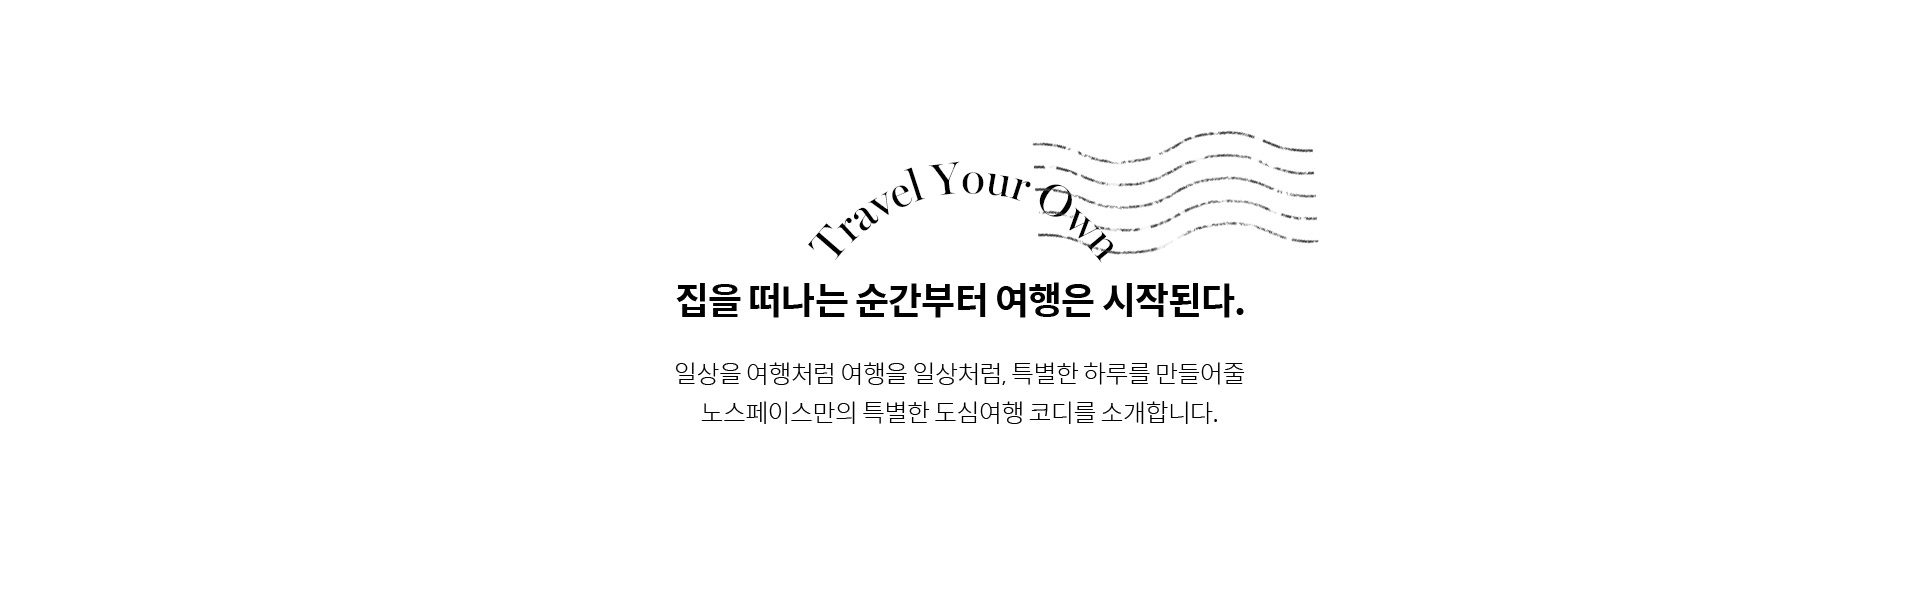 Travel Your Own
집을 떠나는 순간부터 여행은 시작된다.
일상을 여행처럼 여행을 일상처럼, 특별한 하루를 만들어줄
노스페이스만의 특별한 도심여행 코디를 소개합니다.